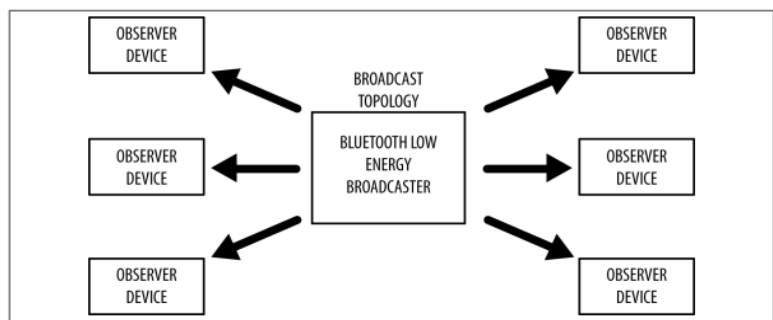 OBSERVER
DEVICE
OBSERVER
DEVICE
BROADCAST
TOPOLOGY
BLUETOOTH LOW
ENERGY
BROADCASTER
OBSERVER
DEVICE
OBSERVER
DEVICE
OBSERVER
DEVICE
OBSERVER
DEVICE